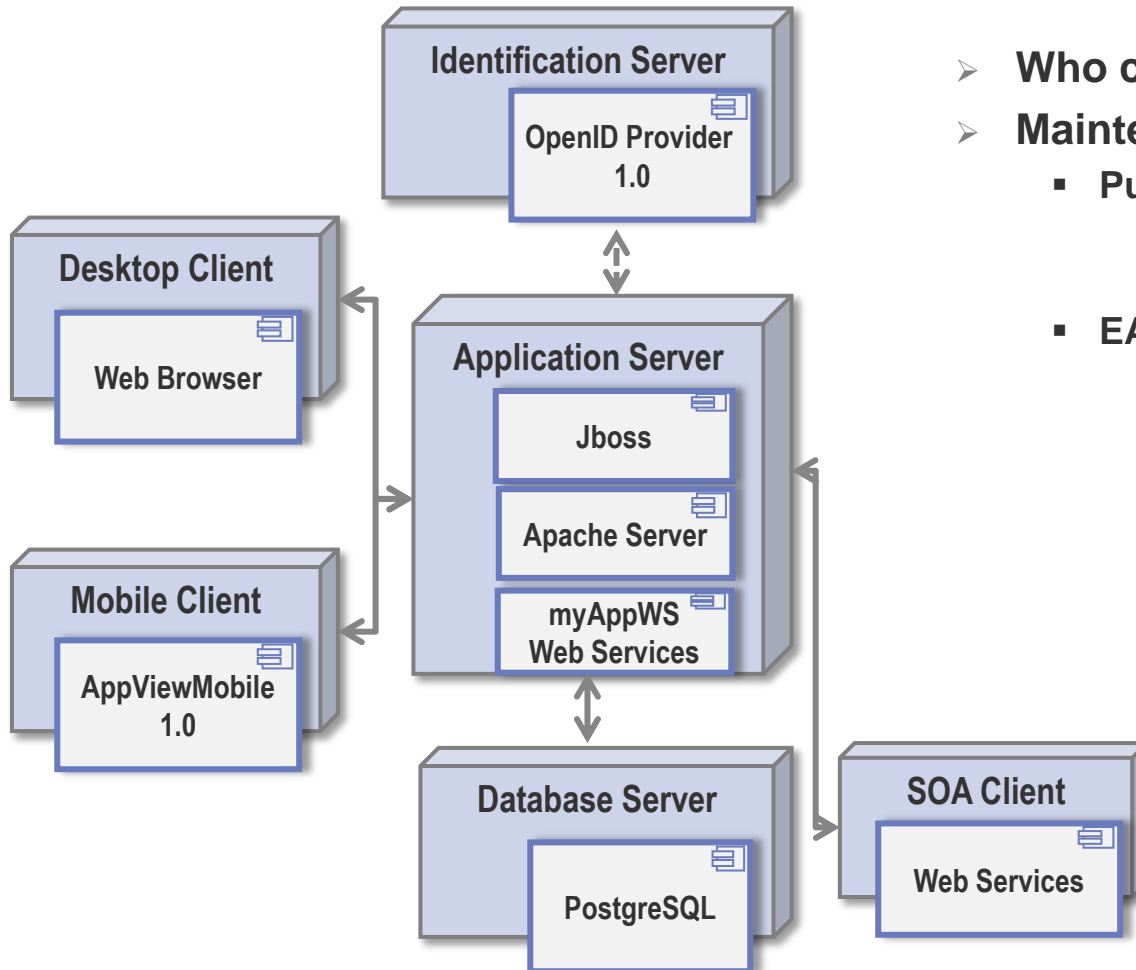 Identification Server
OpenID Provider
1.0
Desktop Client
Web Browser
Application Server
Jboss
Apache Server
myAppWS
Web Services
Mobile Client
AppViewMobile
1.0
Database Server
PostgreSQL
SOA Client
Web Services
Who